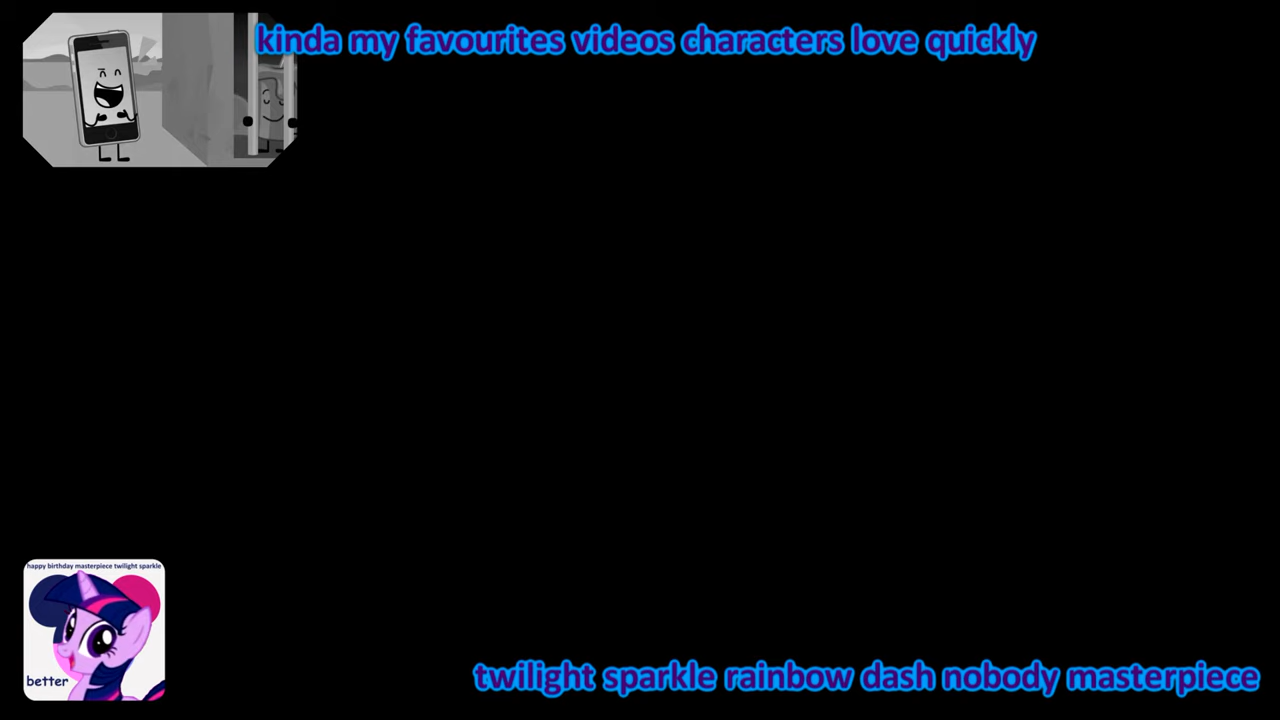 kinda my favourites videos characters love quickly
happy birthday masterpiece twilight sparkle
better
twilight sparkle rainbow dash nobody masterpiece